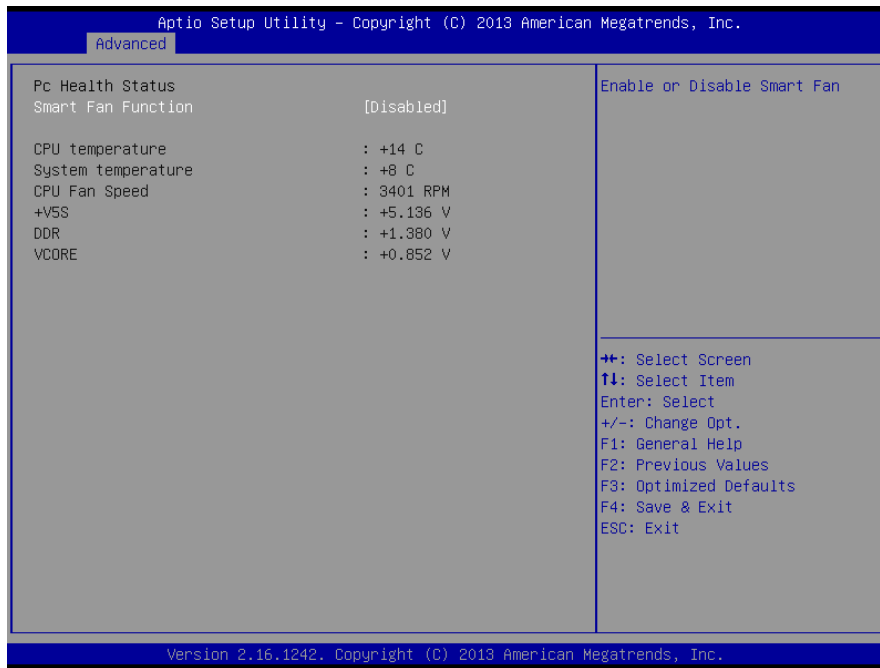 Aptio Setup Utility – Copyright (C) 2013 American Megatrends, Inc.
Advanced
Pc Health Status
Smart Fan Function [Disabled]
CPU temperature : +14 C
System temperature : +8 C
CPU Fan Speed : 3401 RPM
+V5S : +5.136 V
DDR : +1.380 V
VCORE : +0.852 V
Enable or Disable Smart Fan
→←: Select Screen
↑↓: Select Item
Enter: Select
+/-: Change Opt.
F1: General Help
F2: Previous Values
F3: Optimized Defaults
F4: Save & Exit
ESC: Exit
Version 2.16.1242. Copyright (C) 2013 American Megatrends, Inc.